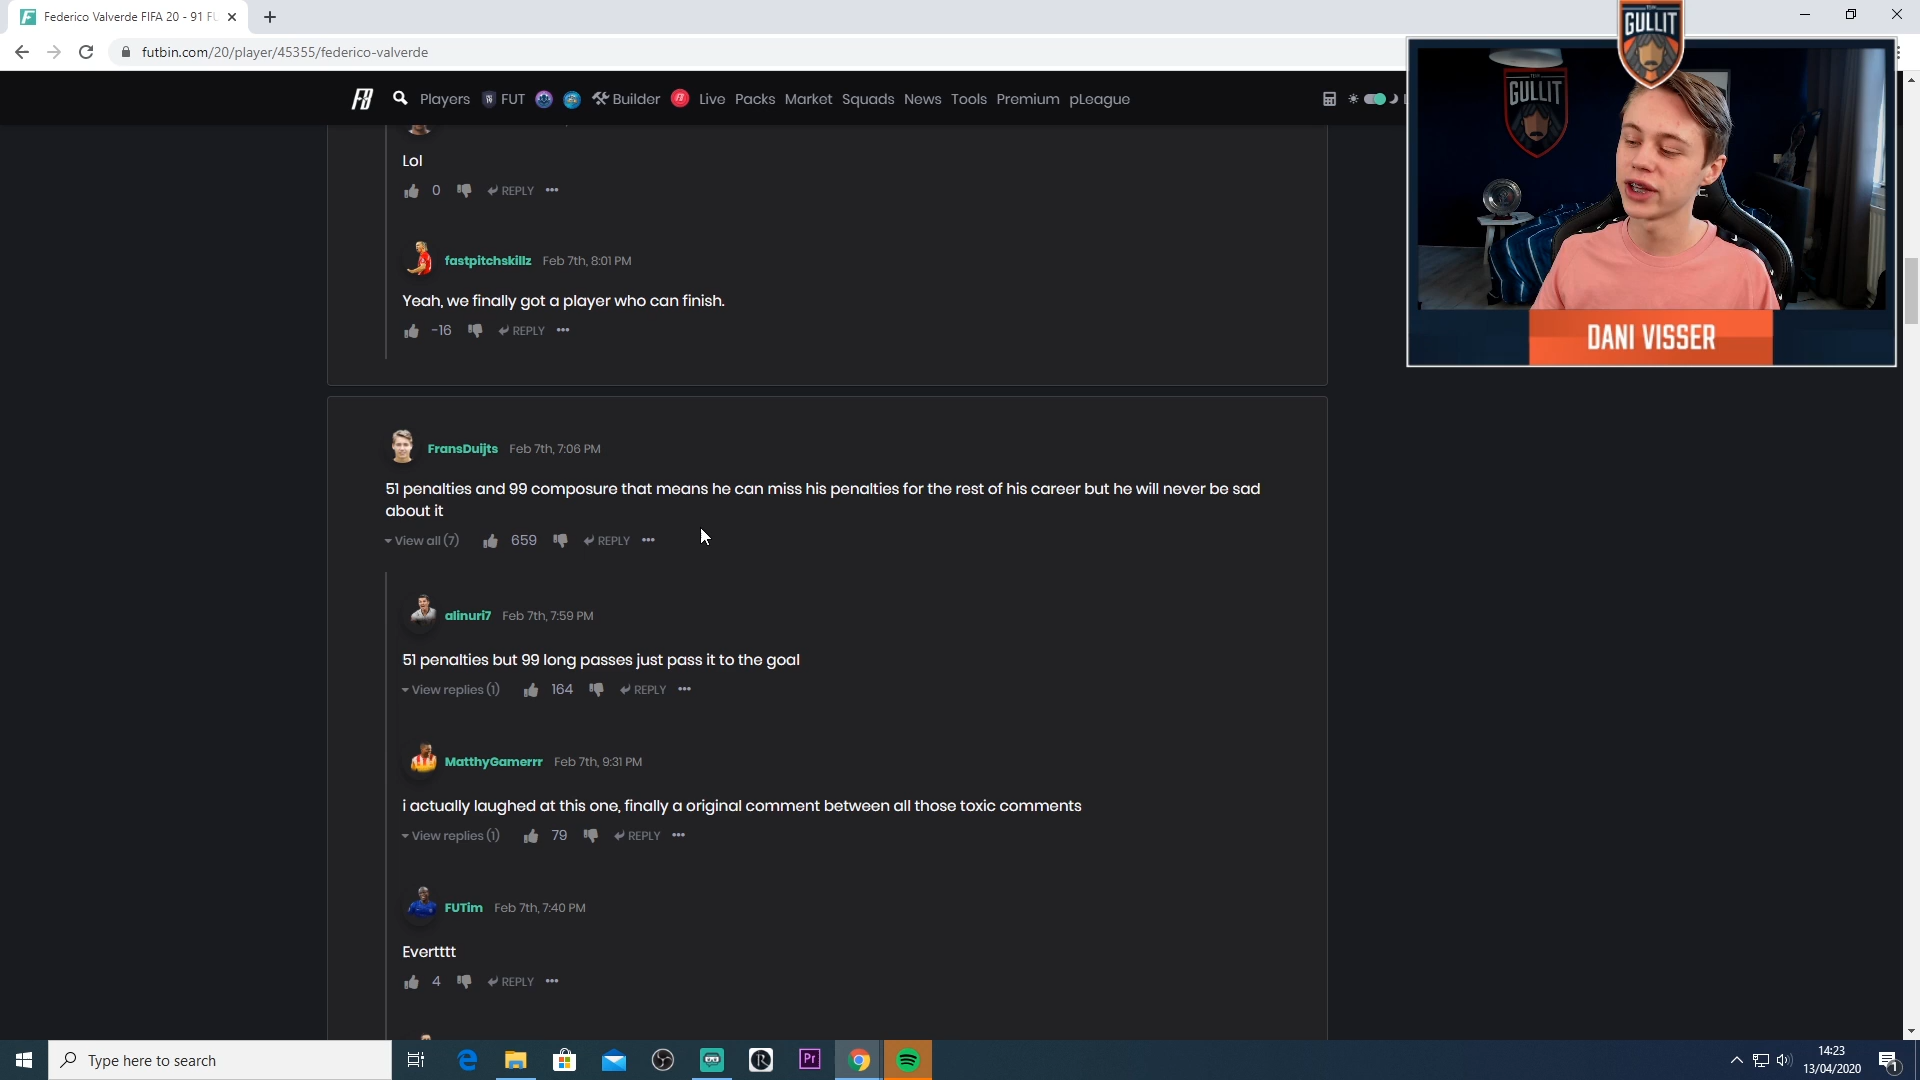 Federico Valverde FIFA 20 - 91 FU
futbin.com/20/player/45355/federico-valverde
GULLIT
Players FUT Builder Live Packs Market Squads News Tools Premium pLeague
GULLIT
Lol
0 REPLY
DANI VISSER
fastpitchskillz Feb 7th, 8:01 PM
Yeah, we finally got a player who can finish.
-16 REPLY
FransDuijts Feb 7th, 7:06 PM
51 penalties and 99 composure that means he can miss his penalties for the rest of his career but he will never be sad
about it
View all (7) 659 REPLY
alinuri7 Feb 7th, 7:59 PM
51 penalties but 99 long passes just pass it to the goal
View replies (1) 164 REPLY
MatthyGamerrr Feb 7th, 9:31 PM
i actually laughed at this one, finally a original comment between all those toxic comments
View replies (1) 79 REPLY
FUTim Feb 7th, 7:40 PM
Evertttt
4 REPLY
Type here to search
Pr
14:23
13/04/2020
1